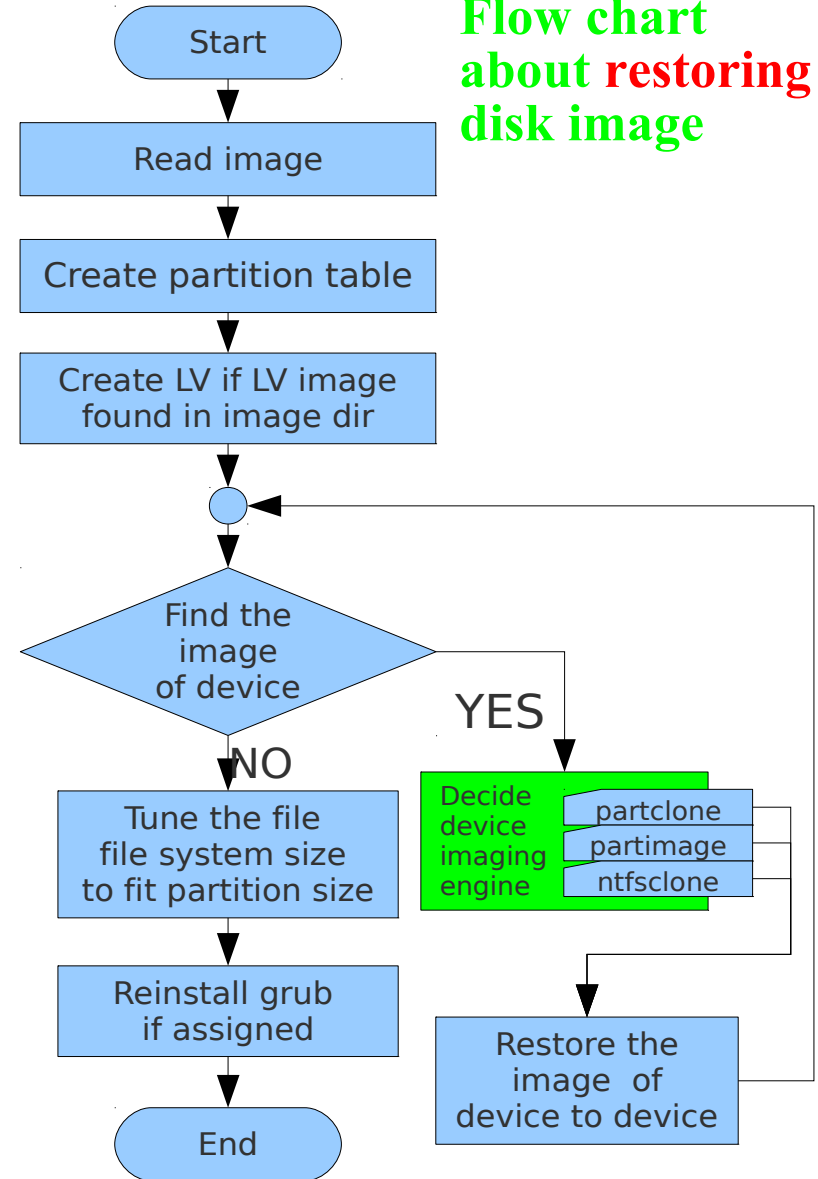 Flow chart
about restoring
disk image
Start
Read image
Create partition table
Create LV if LV image
found in image dir
Find the
image
of device
YES
NO
Decide
device
imaging
engine
partclone
partimage
ntfsclone
Tune the file
file system size
to fit partition size
Reinstall grub
if assigned
Restore the
image of
device to device
End